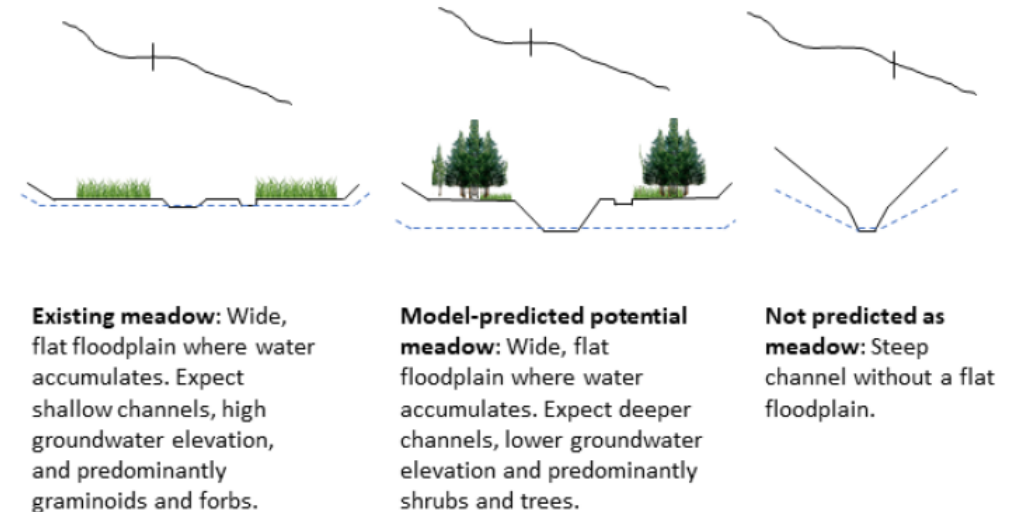 Existing meadow: Wide,
flat floodplain where water
accumulates. Expect
shallow channels, high
groundwater elevation,
and predominantly
graminoids and forbs.
Model-predicted potential
meadow: Wide, flat
floodplain where water
accumulates. Expect deeper
channels, lower groundwater
elevation and predominantly
shrubs and trees.
Not predicted as
meadow: Steep
channel without a flat
floodplain.